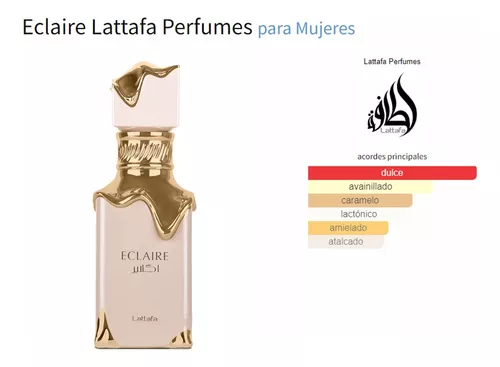 Eclaire Lattafa Perfumes para Mujeres
Lattafa Perfumes
لطافة
Lattafa
acordes principales
dulce
avainillado
caramelo
lactónico
amielado
atalcado
ECLAIRE
اكلير
Lattafa